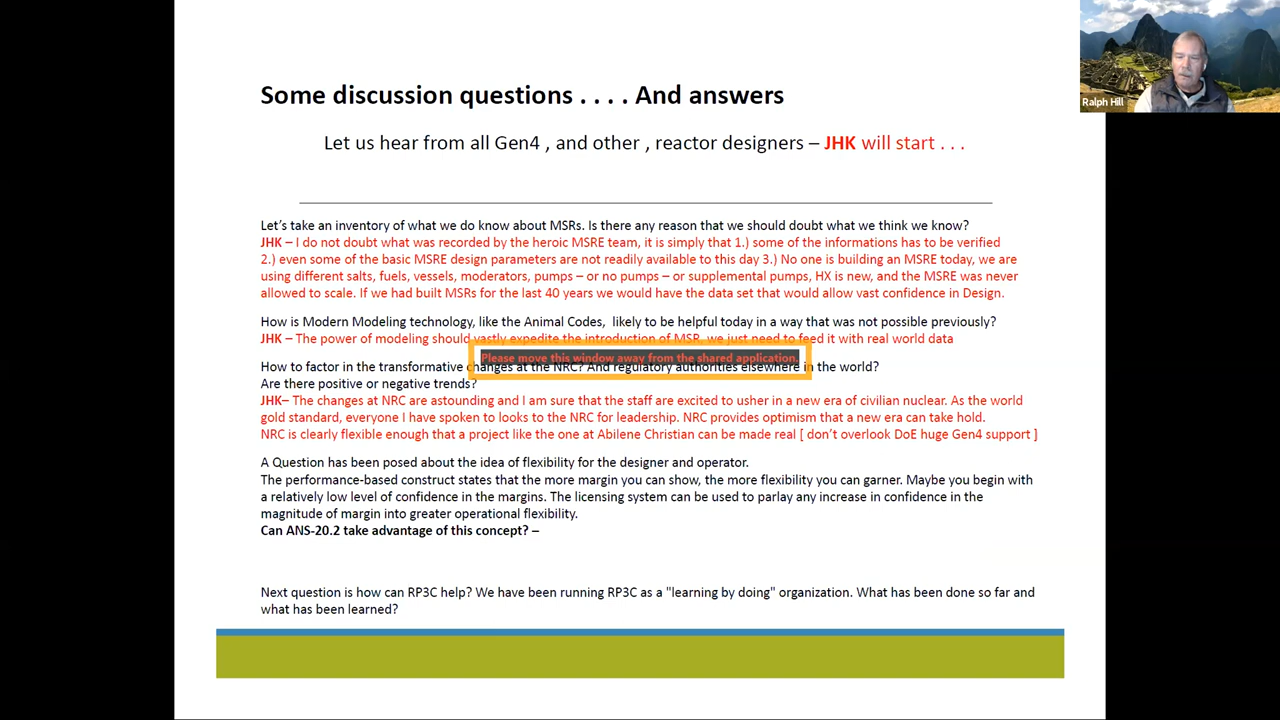 Some discussion questions . . . . And answers
Ralph Hill
Let us hear from all Gen4 , and other , reactor designers – JHK will start . . .
Let's take an inventory of what we do know about MSRs. Is there any reason that we should doubt what we think we know?
JHK – I do not doubt what was recorded by the heroic MSRE team, it is simply that 1.) some of the informations has to be verified
2.) even some of the basic MSRE design parameters are not readily available to this day 3.) No one is building an MSRE today, we are
using different salts, fuels, vessels, moderators, pumps – or no pumps – or supplemental pumps, HX is new, and the MSRE was never
allowed to scale. If we had built MSRs for the last 40 years we would have the data set that would allow vast confidence in Design.
How is Modern Modeling technology, like the Animal Codes,  likely to be helpful today in a way that was not possible previously?
JHK – The power of modeling should vastly expedite the introduction of MSR, we just need to feed it with real world data
Please move this window away from the shared application.
How to factor in the transformative changes at the NRC? And regulatory authorities elsewhere in the world?
Are there positive or negative trends?
JHK– The changes at NRC are astounding and I am sure that the staff are excited to usher in a new era of civilian nuclear. As the world
gold standard, everyone I have spoken to looks to the NRC for leadership. NRC provides optimism that a new era can take hold.
NRC is clearly flexible enough that a project like the one at Abilene Christian can be made real [ don't overlook DoE huge Gen4 support ]
A Question has been posed about the idea of flexibility for the designer and operator.
The performance-based construct states that the more margin you can show, the more flexibility you can garner. Maybe you begin with
a relatively low level of confidence in the margins. The licensing system can be used to parlay any increase in confidence in the
magnitude of margin into greater operational flexibility.
Can ANS-20.2 take advantage of this concept? –
Next question is how can RP3C help? We have been running RP3C as a "learning by doing" organization. What has been done so far and
what has been learned?